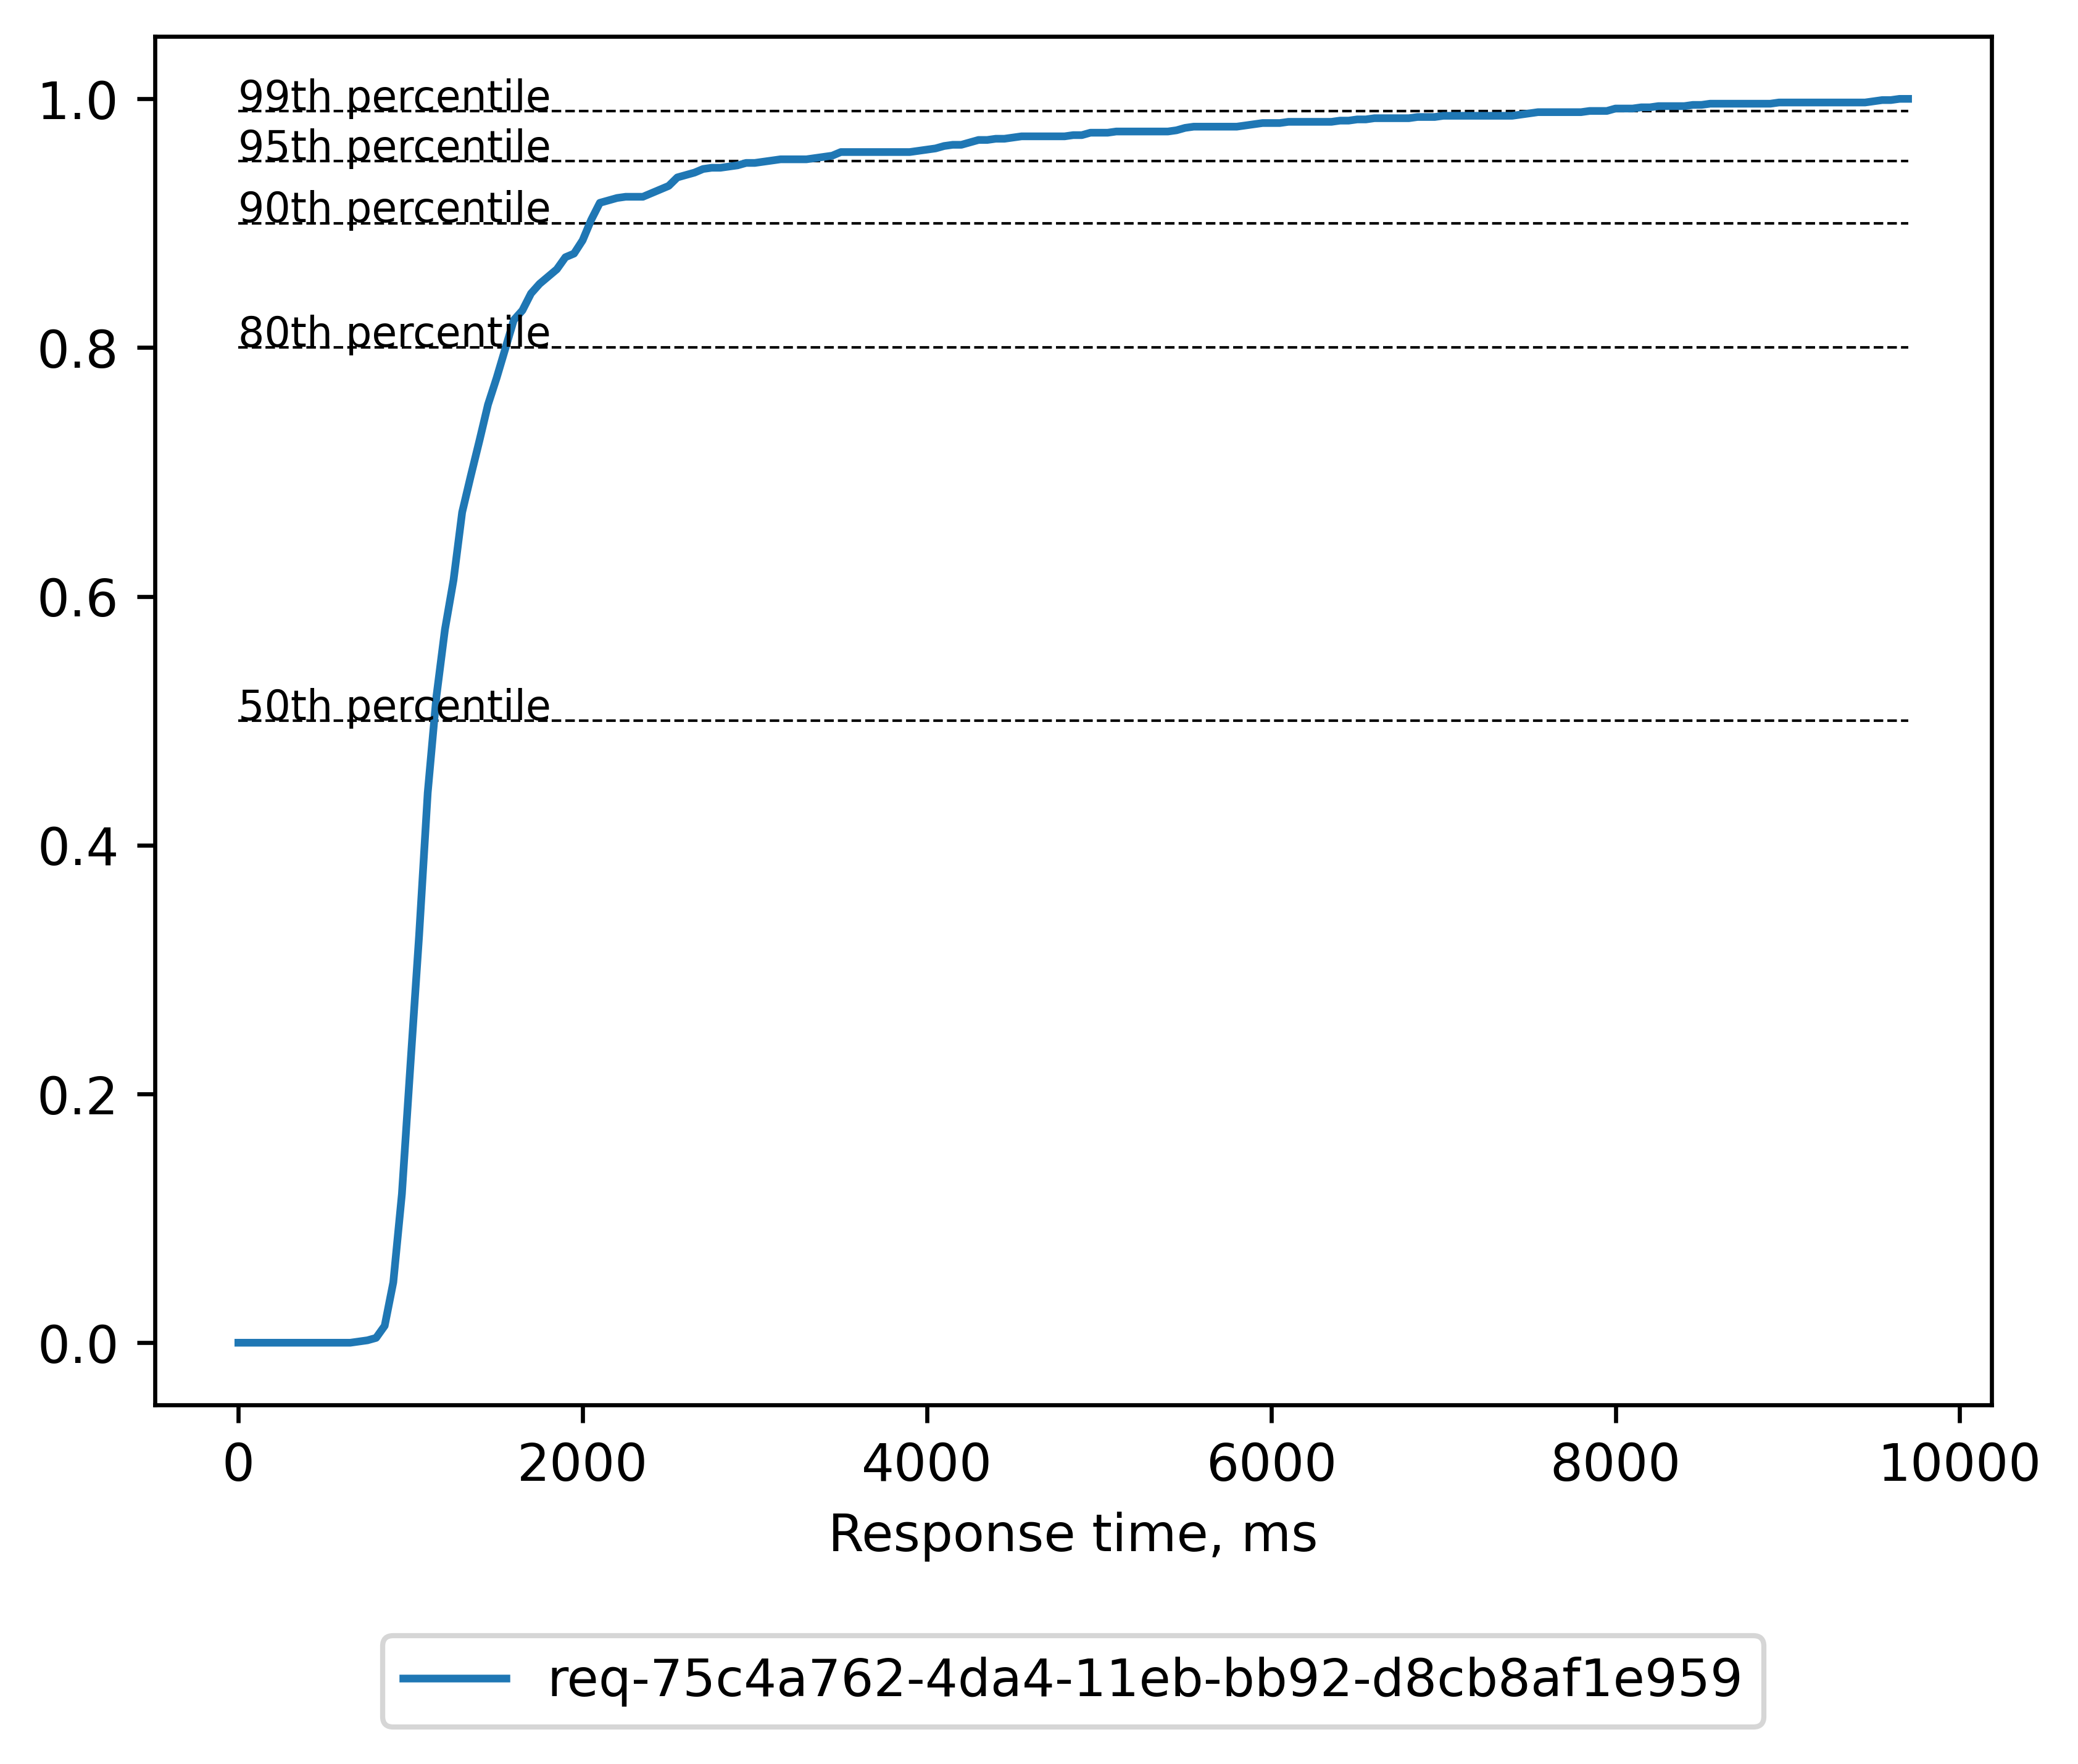 1.0
99th percentile
95th percentile
90th percentile
0.8
80th percentile
0.6
50th percentile
0.4
0.2
0.0
0 2000 4000 6000 8000 10000
Response time, ms
req-75c4a762-4da4-11eb-bb92-d8cb8af1e959